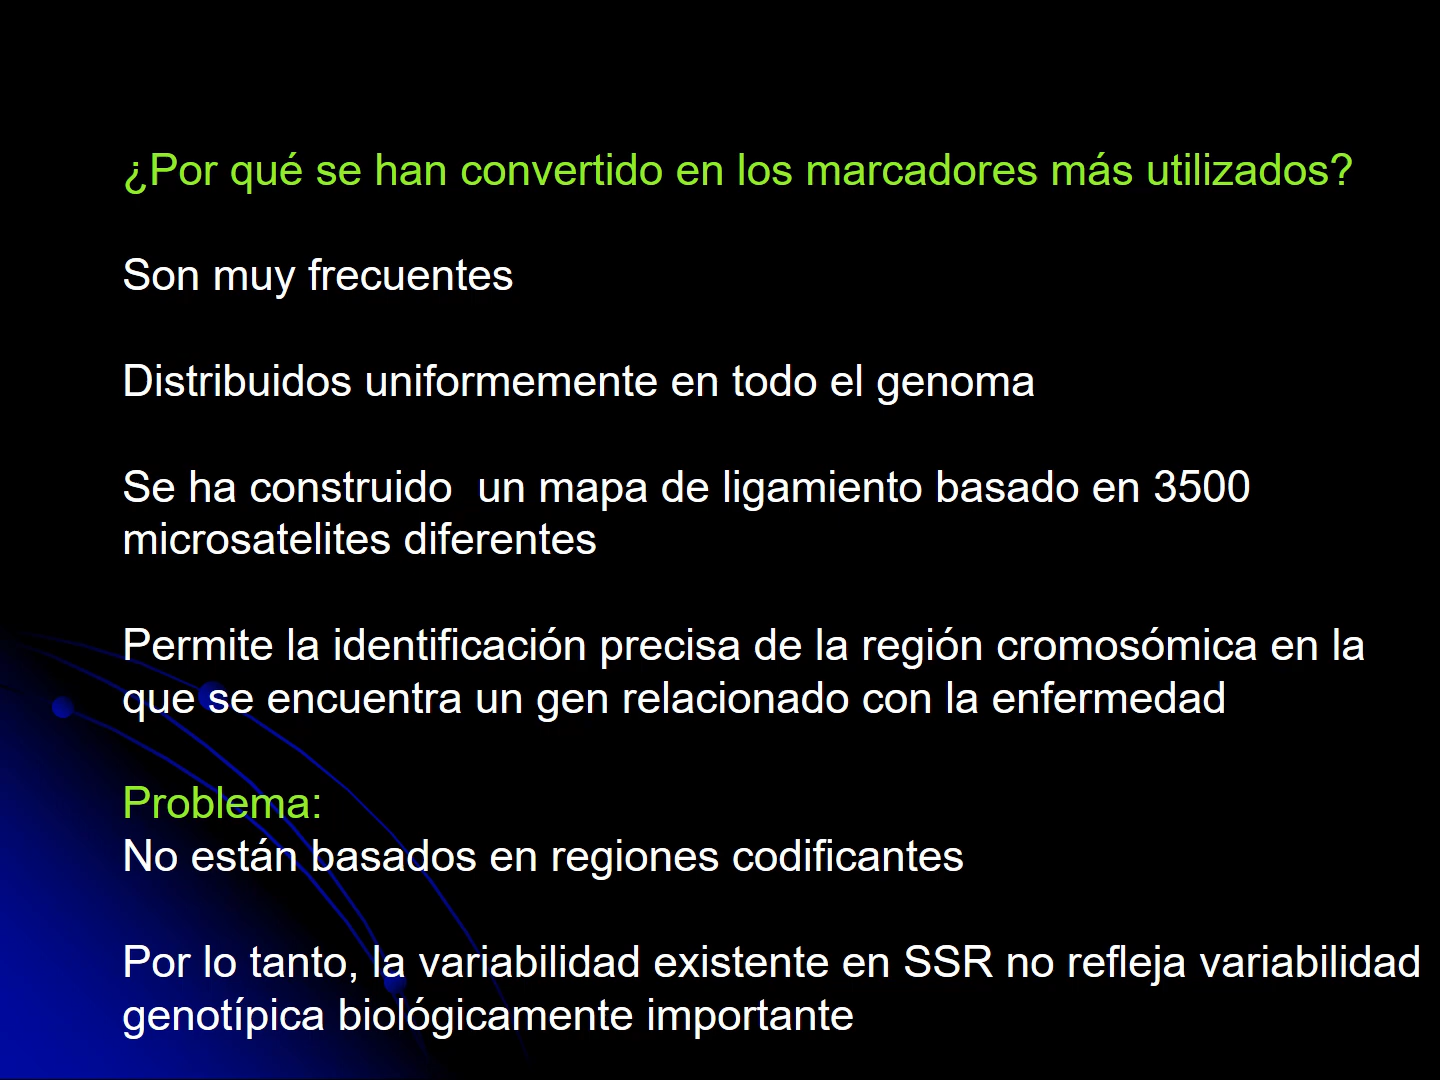 ¿Por qué se han convertido en los marcadores más utilizados?
Son muy frecuentes
Distribuidos uniformemente en todo el genoma
Se ha construido  un mapa de ligamiento basado en 3500
microsatelites diferentes
Permite la identificación precisa de la región cromosómica en la
que se encuentra un gen relacionado con la enfermedad
Problema:
No están basados en regiones codificantes
Por lo tanto, la variabilidad existente en SSR no refleja variabilidad
genotípica biológicamente importante